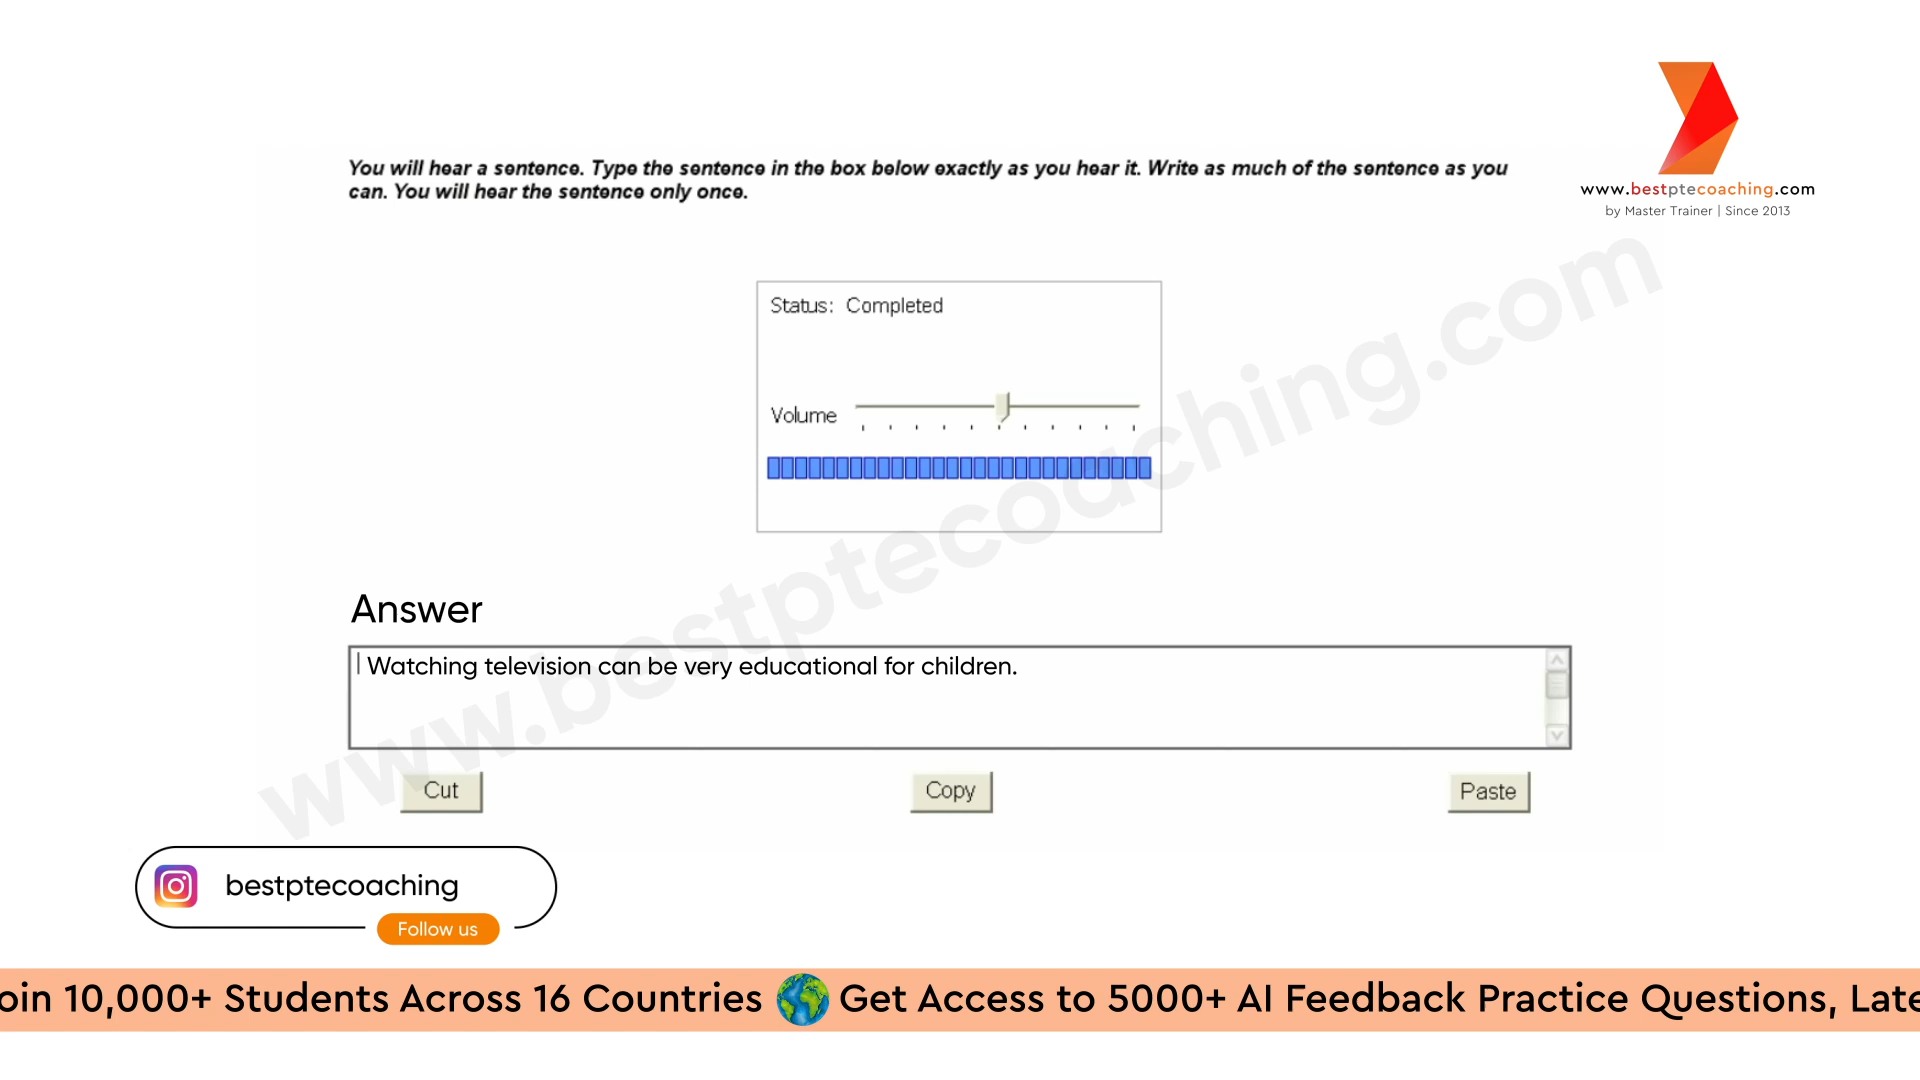 You will hear a sentence. Type the sentence in the box below exactly as you hear it. Write as much of the sentence as you
can. You will hear the sentence only once.
www.bestptecoaching.com
by Master Trainer | Since 2013
Status: Completed
Volume
www.bestptecoaching.com
Answer
Watching television can be very educational for children.
Cut
Copy
Paste
bestptecoaching
Follow us
oin 10,000+ Students Across 16 Countries 🌍 Get Access to 5000+ AI Feedback Practice Questions, Late